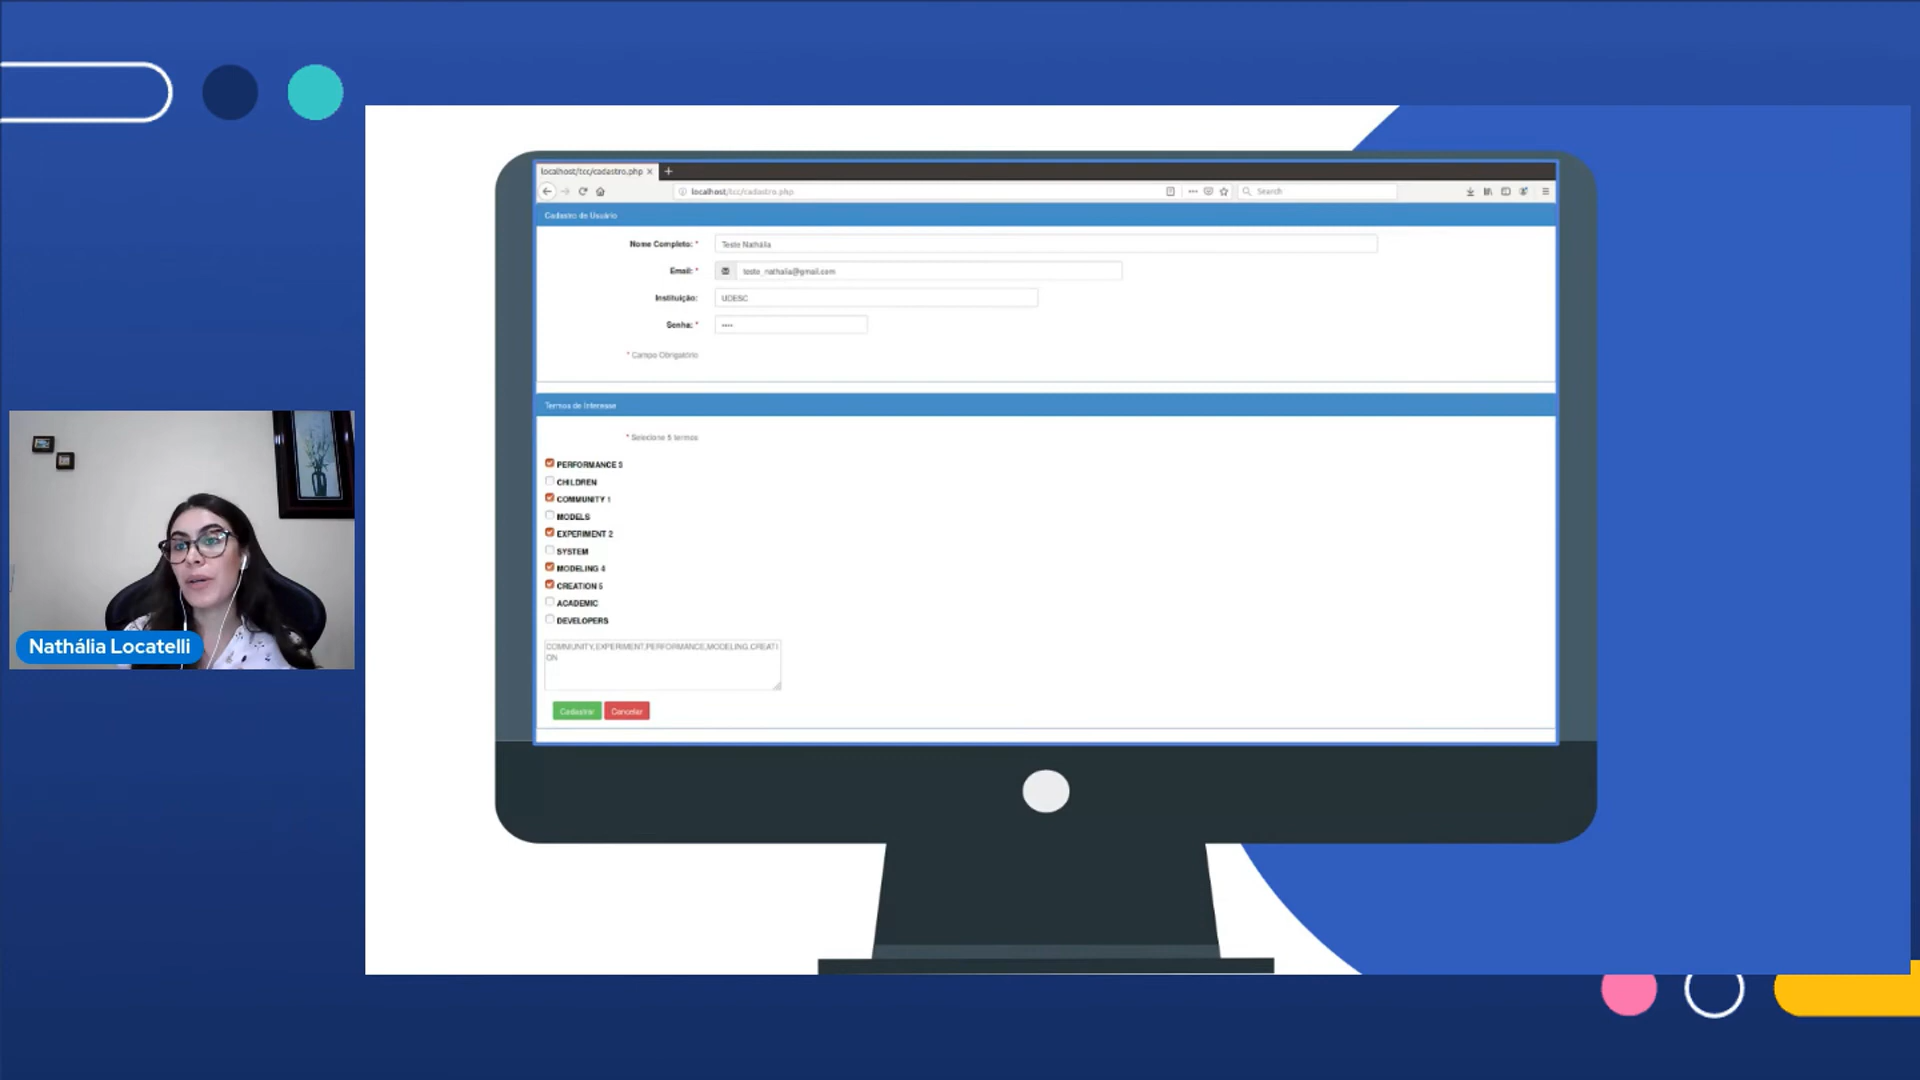 localhost/tcc/cadastro.php
localhost/tcc/cadastro.php
Search
Cadastro de Usuário
Nome Completo: * Teste Nathália
Email: * teste_nathalia@gmail.com
Instituição: UDESC
Senha: * ••••
* Campo Obrigatório
Termos de Interesse
* Selecione 5 termos
PERFORMANCE 3
CHILDREN
COMMUNITY 1
MODELS
EXPERIMENT 2
SYSTEM
MODELING 4
CREATION 5
ACADEMIC
DEVELOPERS
COMMUNITY,EXPERIMENT,PERFORMANCE,MODELING,CREATI
ON
Cadastrar Cancelar
Nathália Locatelli